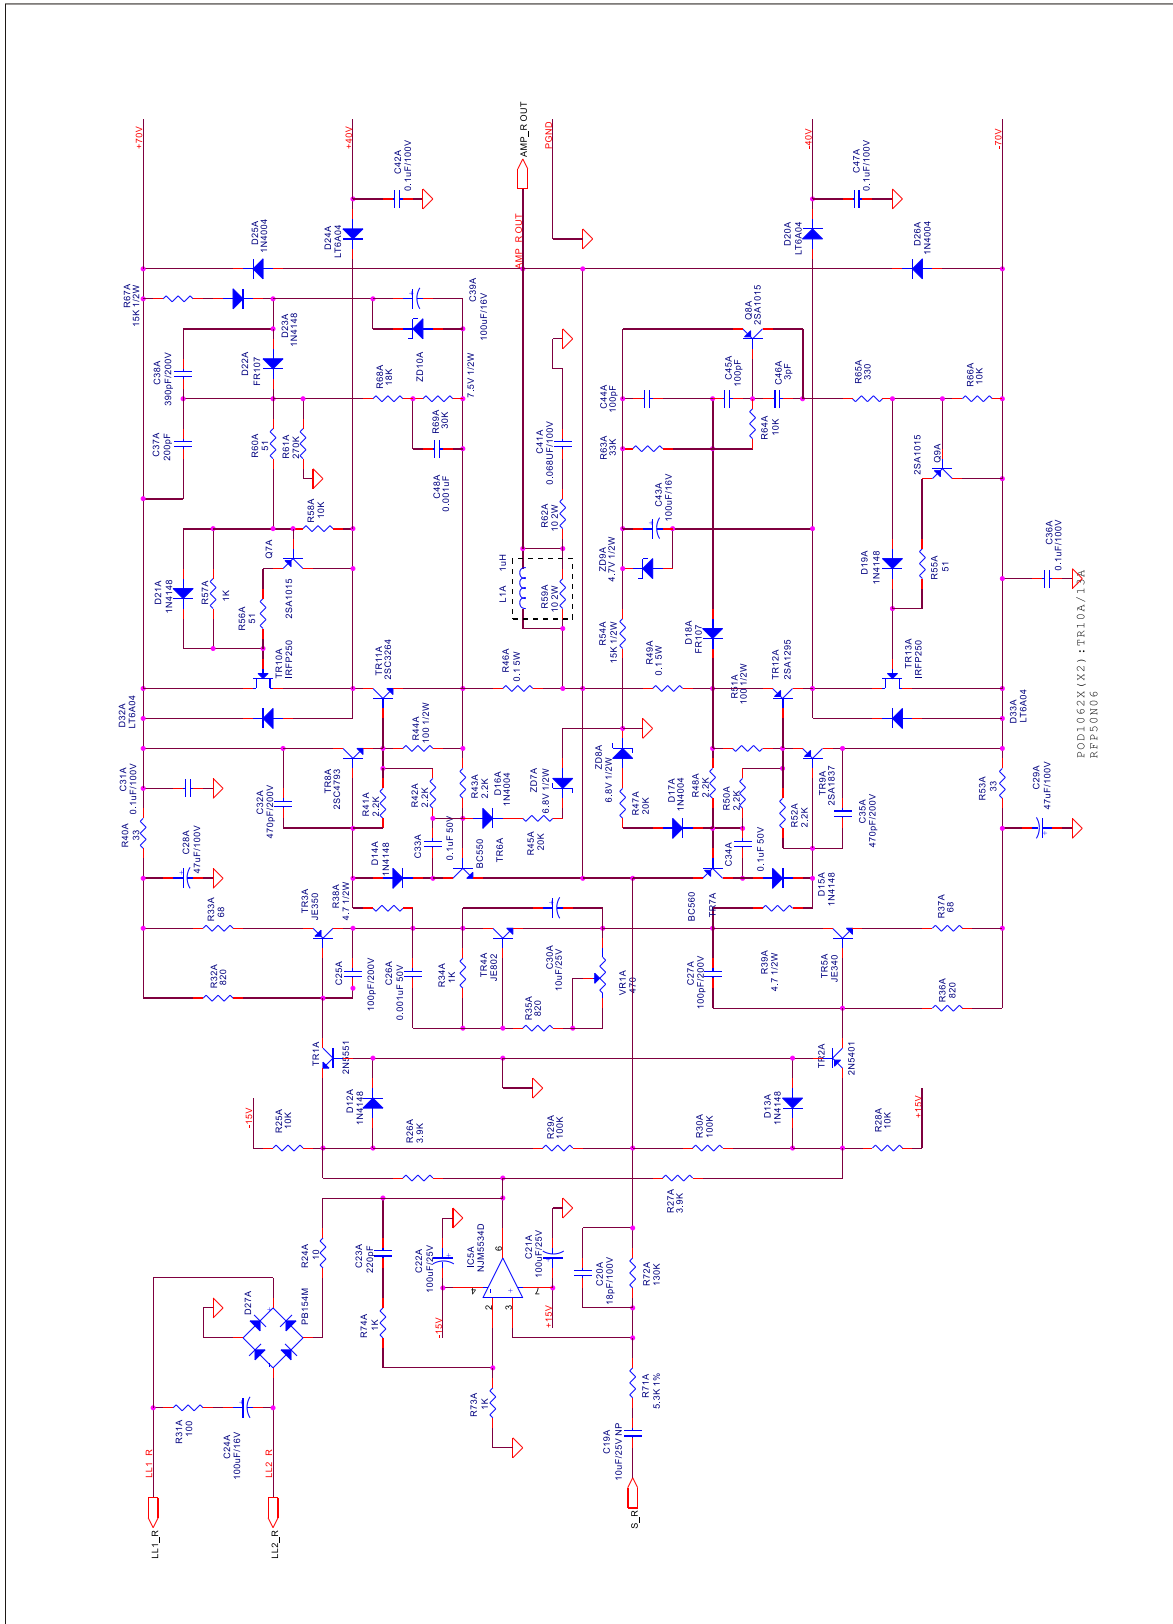 +70V
+40V
AMP_R OUT
PGND
-40V
-70V
AMP_R OUT
C42A
0.1uF/100V
C47A
0.1uF/100V
D25A
1N4004
D24A
LT6A04
D20A
LT6A04
D26A
1N4004
R67A
15K 1/2W
D23A
1N4148
C39A
100uF/16V
Q8A
2SA1015
C38A
390pF/200V
D22A
FR107
R68A
18K
ZD10A
7.5V 1/2W
C44A
100pF
C45A
100pF
C46A
3pF
R65A
330
R66A
10K
C37A
200pF
R60A
51
R61A
270K
R69A
30K
C48A
0.001uF
C41A
0.068UF/100V
R63A
33K
R64A
10K
2SA1015
Q9A
R58A
10K
R62A
10 2W
C43A
100uF/16V
C36A
0.1uF/100V
D21A
1N4148
R57A
1K
Q7A
2SA1015
R56A
51
L1A
1uH
R59A
10 2W
ZD9A
4.7V 1/2W
D19A
1N4148
R55A
51
R54A
15K 1/2W
D18A
FR107
TR10A
IRFP250
TR11A
2SC3264
R46A
0.1 5W
R49A
0.1 5W
R51A
100 1/2W
TR12A
2SA1295
TR13A
IRFP250
D32A
LT6A04
D33A
LT6A04
POD1062X(X2):TR10A/13A
RFP50N06
R44A
100 1/2W
C31A
0.1uF/100V
C32A
470pF/200V
TR8A
2SC4793
R41A
2.2K
R42A
2.2K
R43A
2.2K
D16A
1N4004
ZD7A
6.8V 1/2W
ZD8A
6.8V 1/2W
R47A
20K
D17A
1N4004
R48A
2.2K
R50A
2.2K
R52A
2.2K
TR9A
2SA1837
C35A
470pF/200V
R53A
33
C29A
47uF/100V
R40A
33
C28A
47uF/100V
D14A
1N4148
C33A
0.1uF 50V
BC550
TR6A
R45A
20K
C34A
0.1uF 50V
D15A
1N4148
BC560
TR7A
R33A
68
TR3A
JE350
R38A
4.7 1/2W
R37A
68
R32A
820
C25A
100pF/200V
C26A
0.001uF 50V
R34A
1K
TR4A
JE802
C30A
10uF/25V
R35A
820
VR1A
470
C27A
100pF/200V
R39A
4.7 1/2W
TR5A
JE340
R36A
820
TR1A
2N5551
TR2A
2N5401
-15V
R25A
10K
D12A
1N4148
R26A
3.9K
R29A
100K
R30A
100K
D13A
1N4148
R28A
10K
+15V
R27A
3.9K
R24A
10
C23A
220pF
C22A
100uF/25V
IC5A
NJM5534D
C21A
100uF/25V
C20A
18pF/100V
R72A
130K
D27A
PB154M
R74A
1K
-15V
4
2
3
6
7
+15V
R31A
100
C24A
100uF/16V
R73A
1K
R71A
5.3K 1%
C19A
10uF/25V NP
LL1_R
LL2_R
LL1_R
LL2_R
S_R